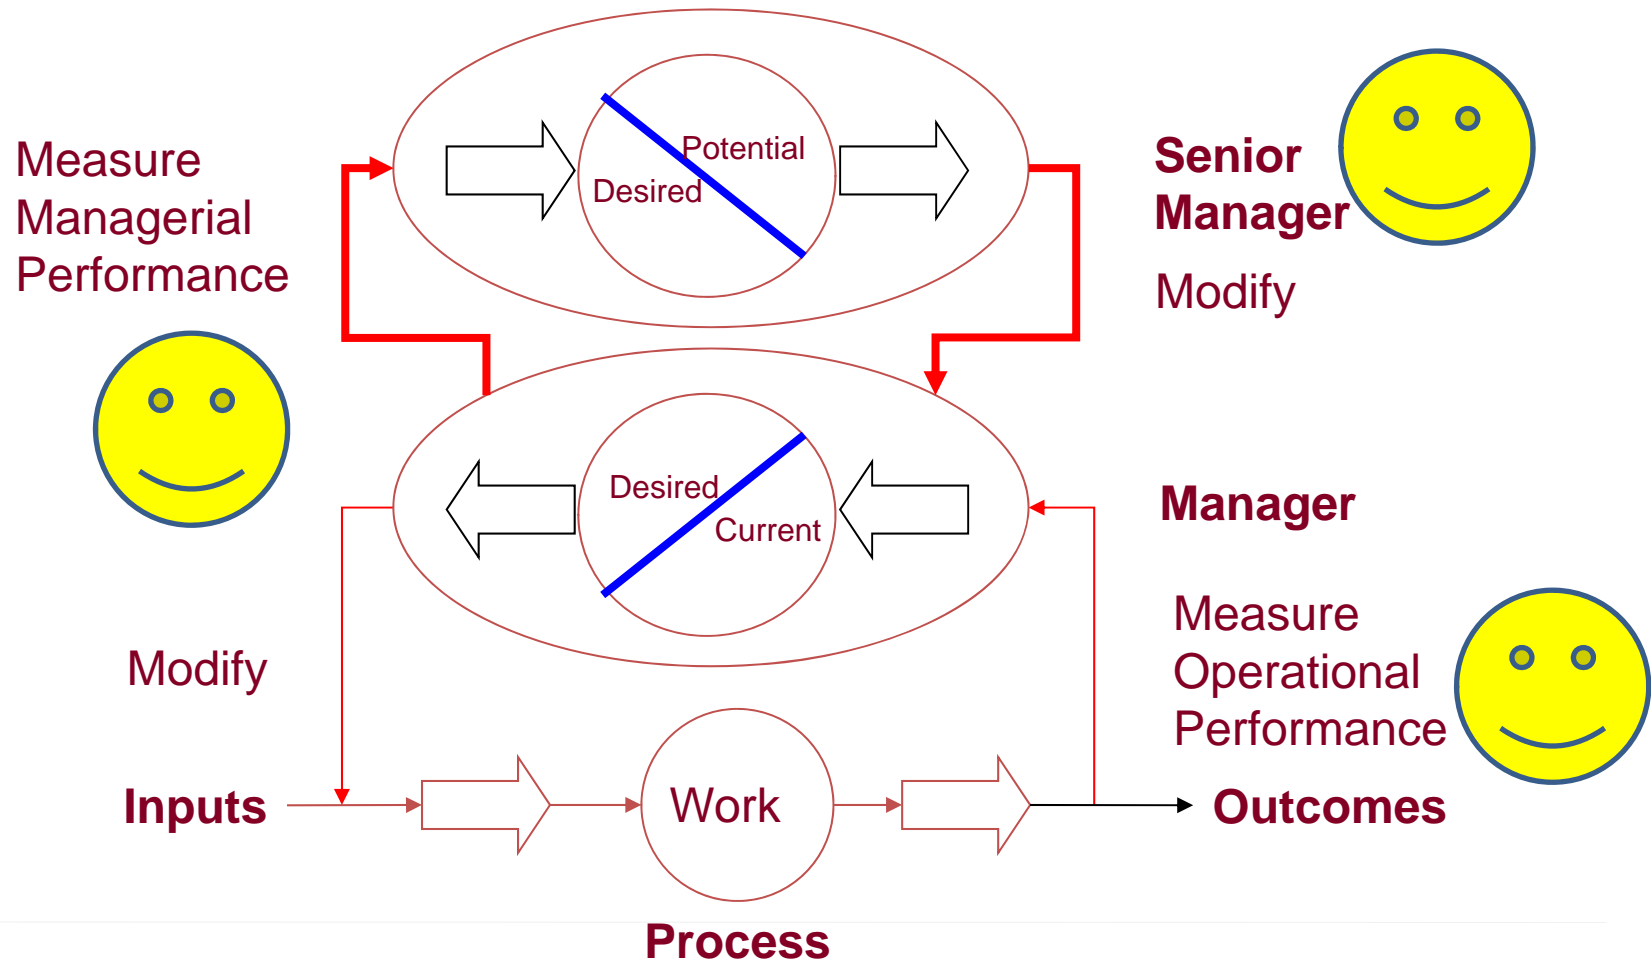 Measure
Managerial
Performance
Potential
Desired
Senior
Manager
Modify
Desired
Current
Manager
Modify
Measure
Operational
Performance
Inputs
Work
Outcomes
Process